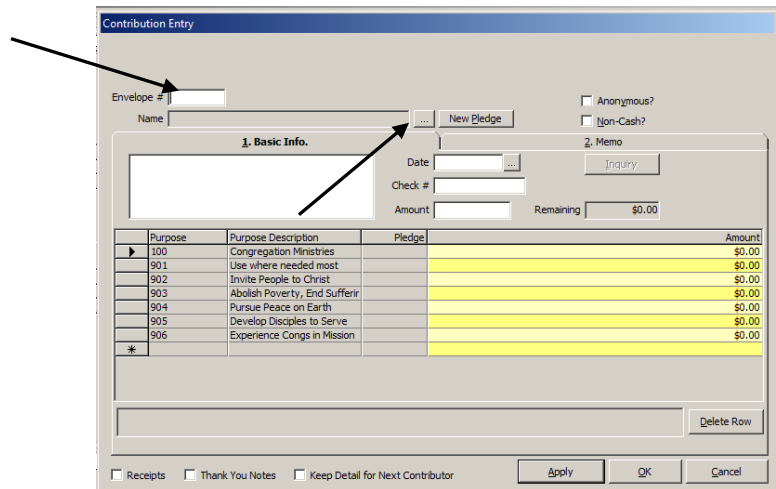 Contribution Entry
Envelope #
Anonymous?
Name ... New Pledge Non-Cash?
1. Basic Info. 2. Memo
Date ... Inquiry
Check #
Amount Remaining $0.00
Purpose Purpose Description Pledge Amount
100 Congregation Ministries $0.00
901 Use where needed most $0.00
902 Invite People to Christ $0.00
903 Abolish Poverty, End Sufferir $0.00
904 Pursue Peace on Earth $0.00
905 Develop Disciples to Serve $0.00
906 Experience Congs in Mission $0.00
Delete Row
Receipts Thank You Notes Keep Detail for Next Contributor Apply OK Cancel